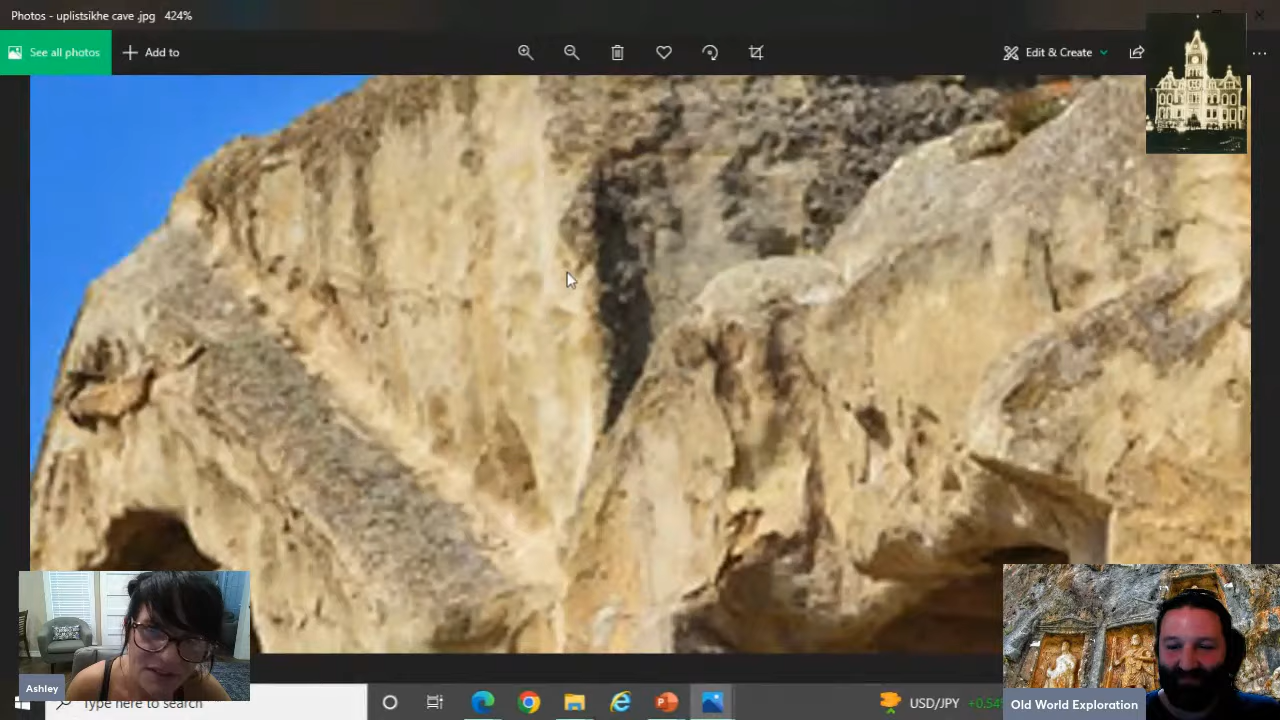 Photos - uplistsikhe cave .jpg 424%
See all photos
Add to
Edit & Create
Ashley
Old World Exploration
Type here to search
USD/JPY